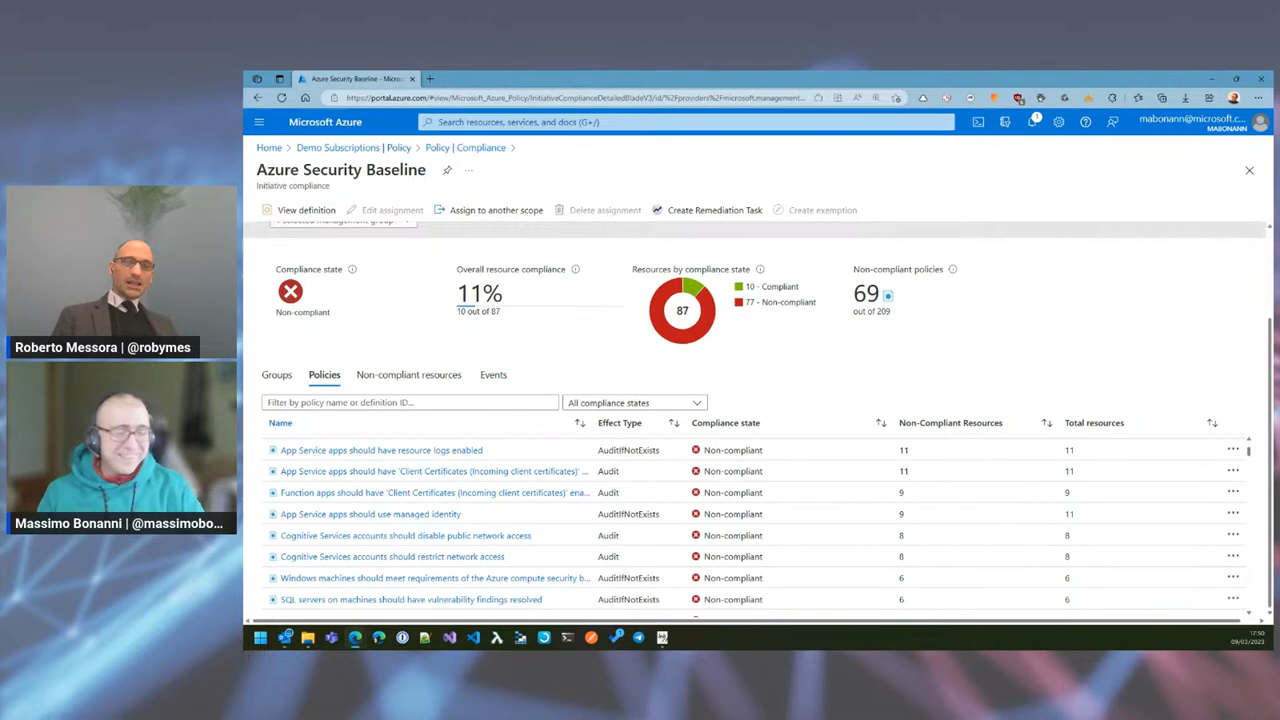 Azure Security Baseline - Micros
https://portal.azure.com/#view/Microsoft_Azure_Policy/InitiativeComplianceDetailedBladeV3/id/%2Fproviders%2Fmicrosoft.management...
Microsoft Azure
Search resources, services, and docs (G+/)
1
mabonann@microsoft.c...
MABONANN
Home > Demo Subscriptions | Policy > Policy | Compliance >
Azure Security Baseline
Initiative compliance
View definition
Edit assignment
Assign to another scope
Delete assignment
Create Remediation Task
Create exemption
1 selected management group
Compliance state
Non-compliant
Overall resource compliance
11%
10 out of 87
Resources by compliance state
87
10 - Compliant
77 - Non-compliant
Non-compliant policies
69
out of 209
Groups Policies Non-compliant resources Events
Filter by policy name or definition ID...
All compliance states
Name Effect Type Compliance state Non-Compliant Resources Total resources
App Service apps should have resource logs enabled AuditIfNotExists Non-compliant 11 11
App Service apps should have 'Client Certificates (Incoming client certificates)' ... Audit Non-compliant 11 11
Function apps should have 'Client Certificates (Incoming client certificates)' ena... Audit Non-compliant 9 9
App Service apps should use managed identity AuditIfNotExists Non-compliant 9 11
Cognitive Services accounts should disable public network access Audit Non-compliant 8 8
Cognitive Services accounts should restrict network access Audit Non-compliant 8 8
Windows machines should meet requirements of the Azure compute security b... AuditIfNotExists Non-compliant 6 6
SQL servers on machines should have vulnerability findings resolved AuditIfNotExists Non-compliant 6 6
17:50
09/03/2023
Roberto Messora | @robymes
Massimo Bonanni | @massimobo...